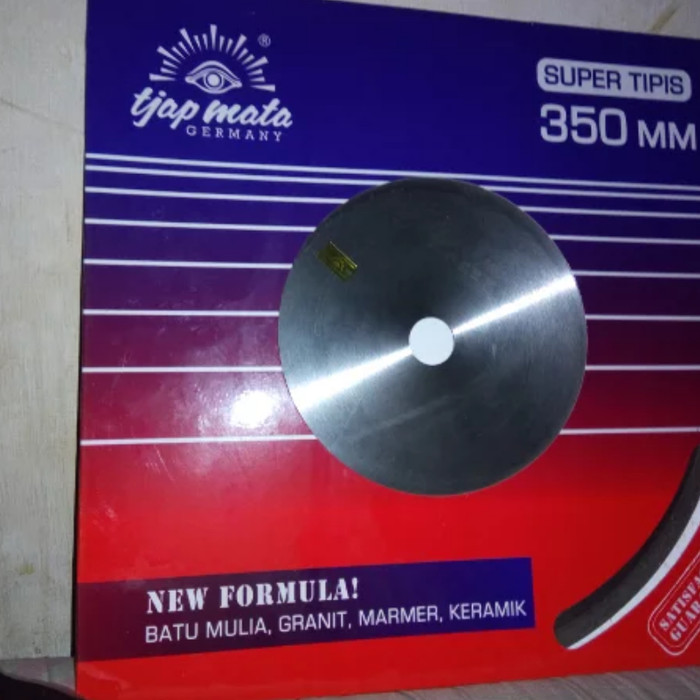 ®
tjap mata
GERMANY
SUPER TIPIS
350 MM
NEW FORMULA!
BATU MULIA, GRANIT, MARMER, KERAMIK